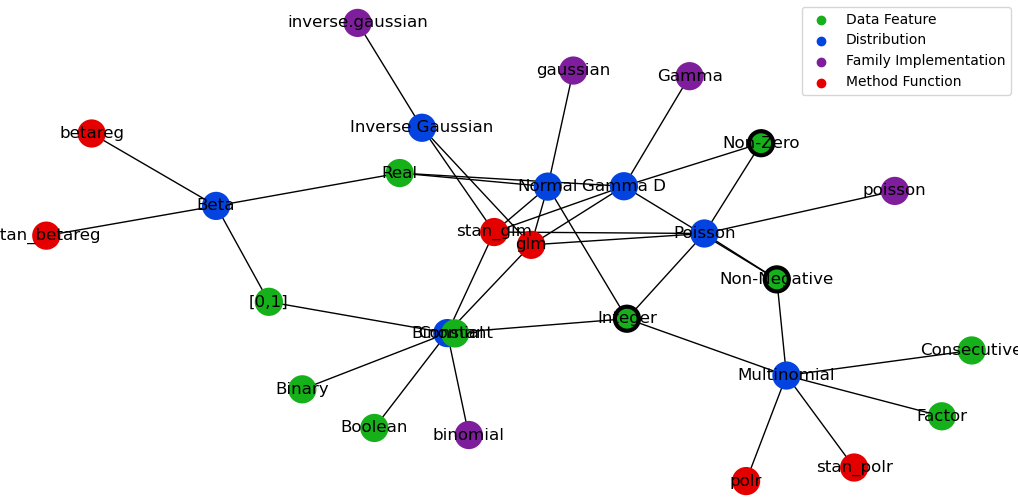 inverse.gaussian
Data Feature
Distribution
Family Implementation
Method Function
gaussian
Gamma
betareg
Inverse Gaussian
Non-Zero
Real
Normal
Gamma D
poisson
Beta
tan_betareg
stan_glm
glm
Poisson
Non-Negative
[0,1]
Integer
Binomial
Constant
Consecutive
Multinomial
Binary
Factor
Boolean
binomial
stan_polr
polr